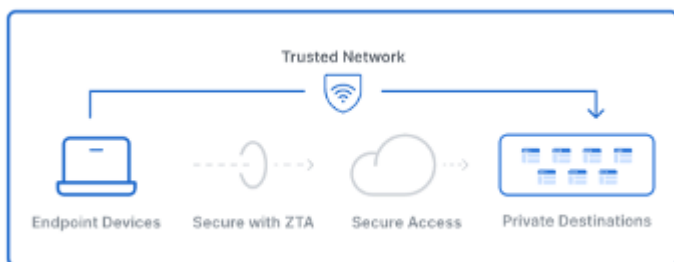 Trusted Network
Endpoint Devices
Secure with ZTA
Secure Access
Private Destinations